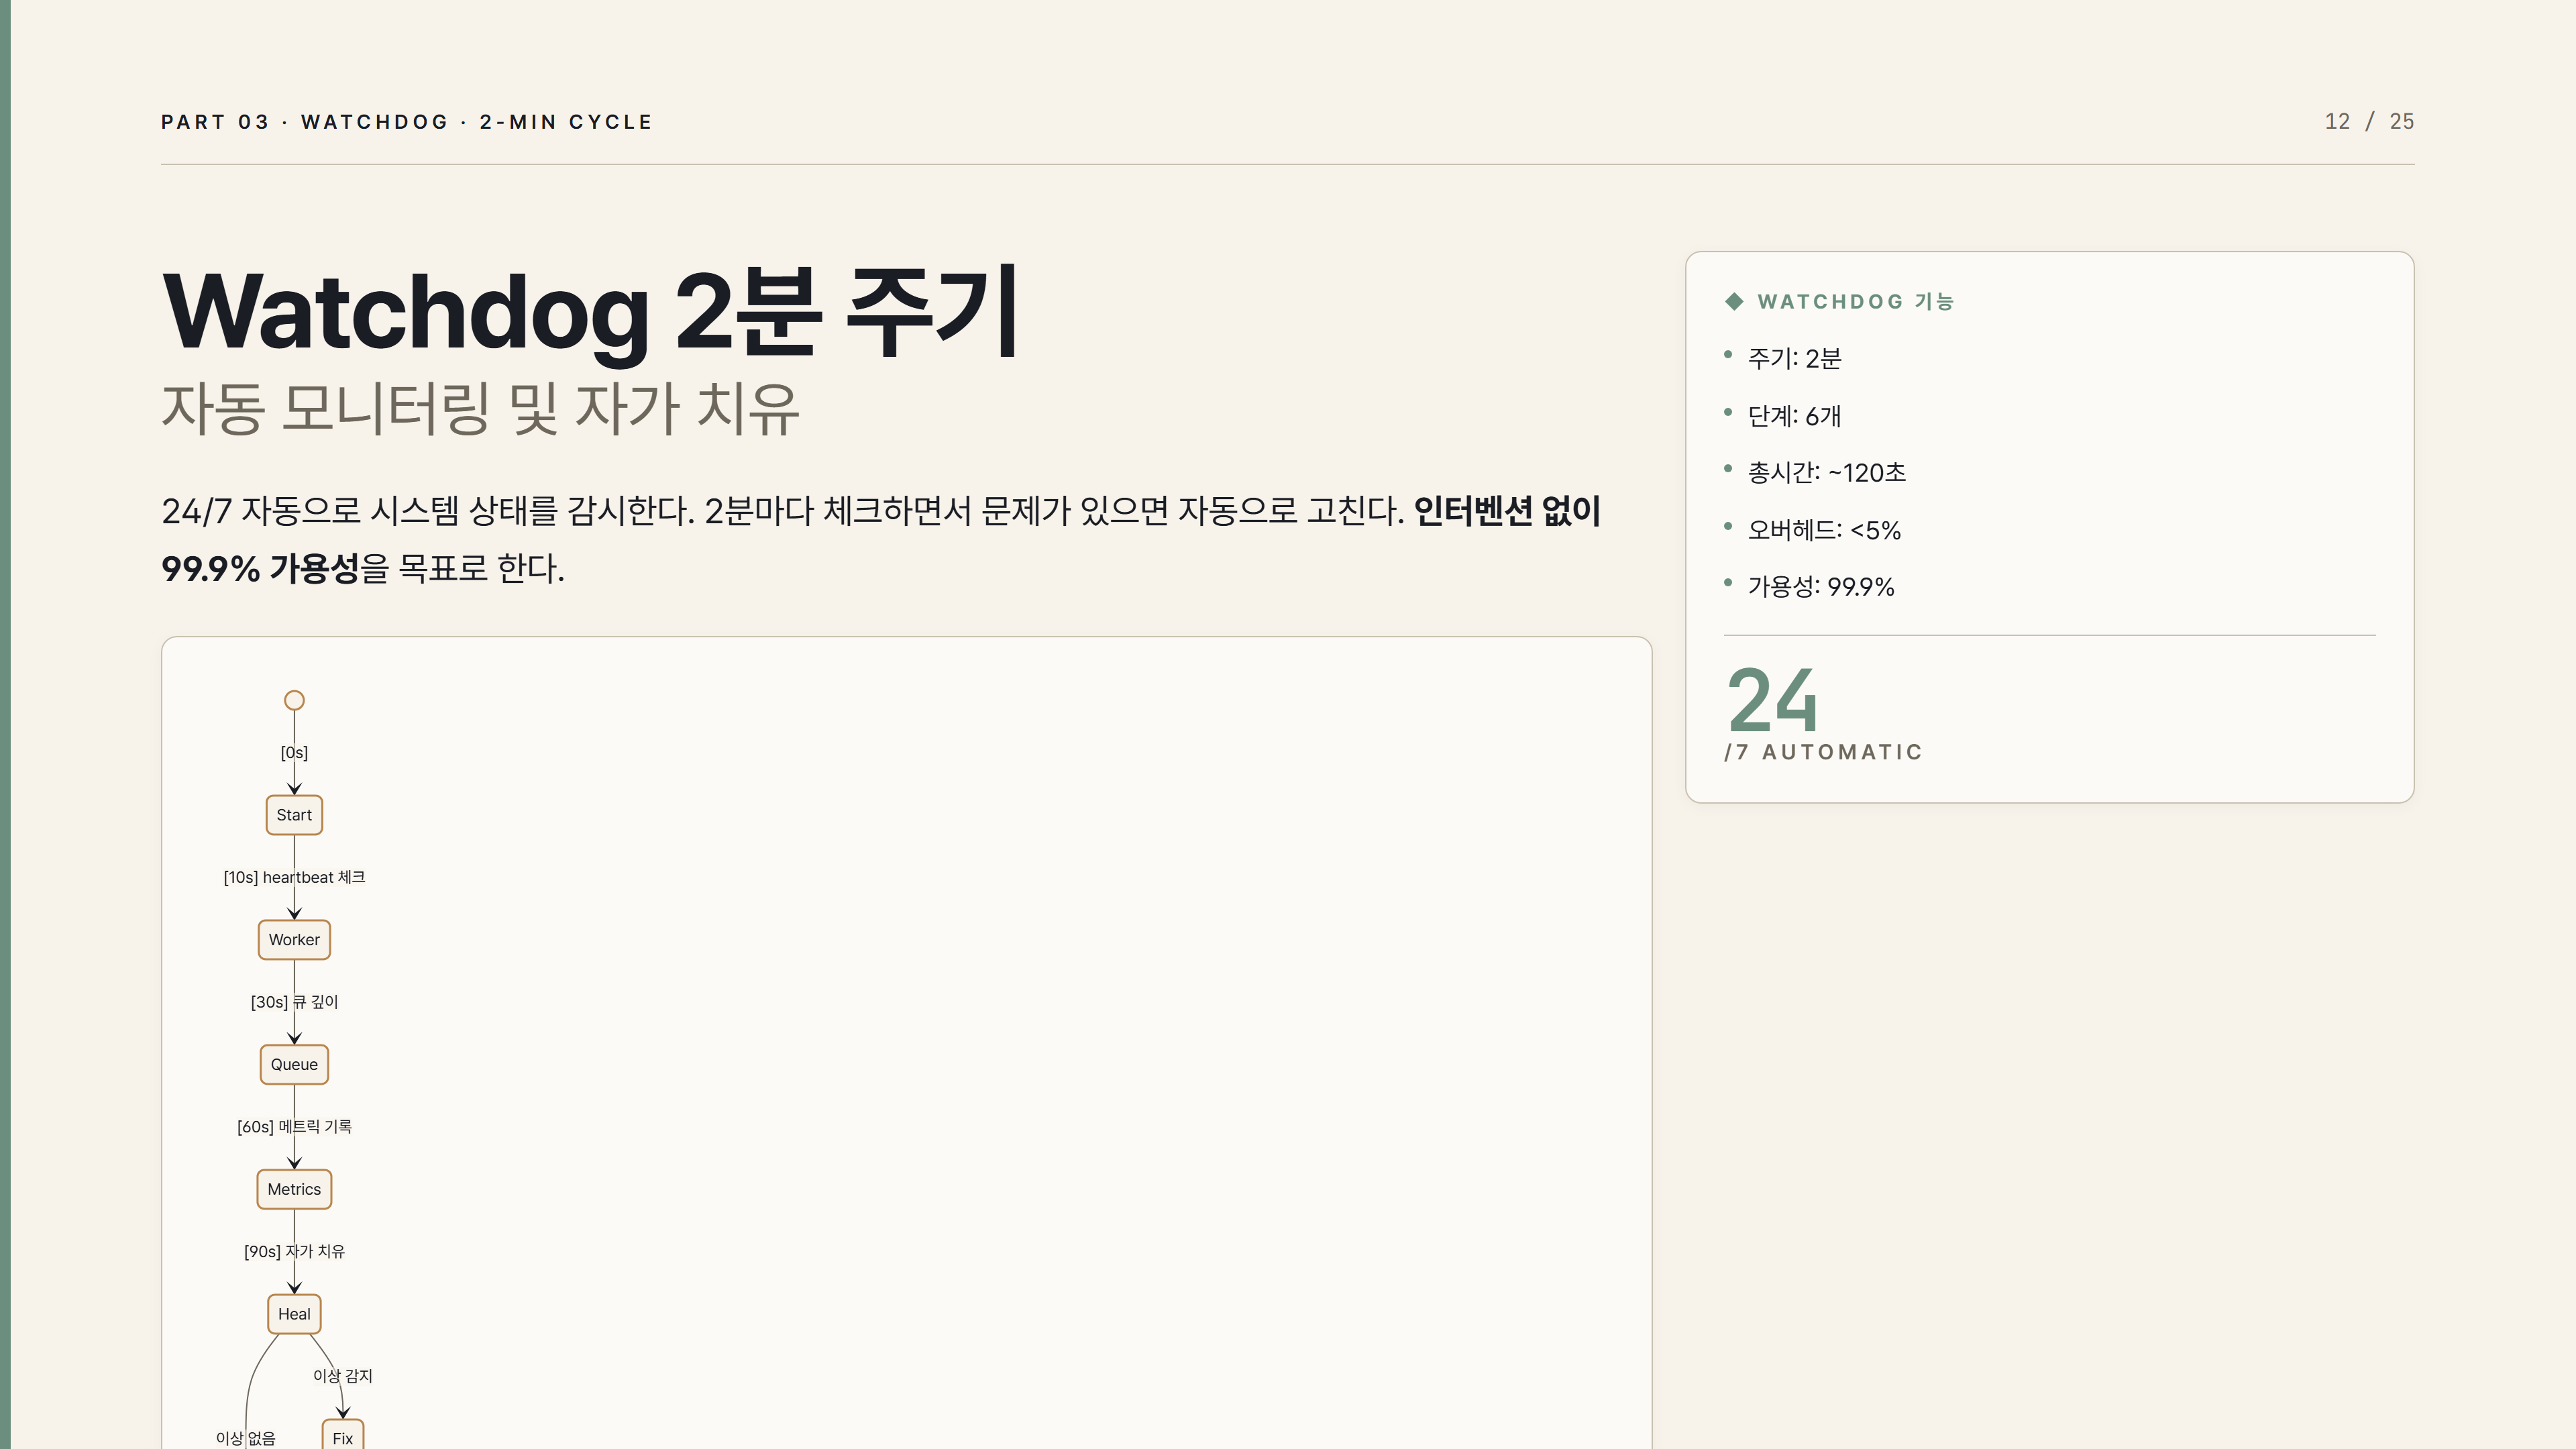 PART 03 · WATCHDOG · 2-MIN CYCLE
12 / 25
Watchdog 2분 주기
자동 모니터링 및 자가 치유
24/7 자동으로 시스템 상태를 감시한다. 2분마다 체크하면서 문제가 있으면 자동으로 고친다. 인터벤션 없이
99.9% 가용성을 목표로 한다.
[0s]
Start
[10s] heartbeat 체크
Worker
[30s] 큐 깊이
Queue
[60s] 메트릭 기록
Metrics
[90s] 자가 치유
Heal
이상 감지
이상 없음
Fix
◆ WATCHDOG 기능
• 주기: 2분
• 단계: 6개
• 총시간: ~120초
• 오버헤드: <5%
• 가용성: 99.9%
24
/7 AUTOMATIC